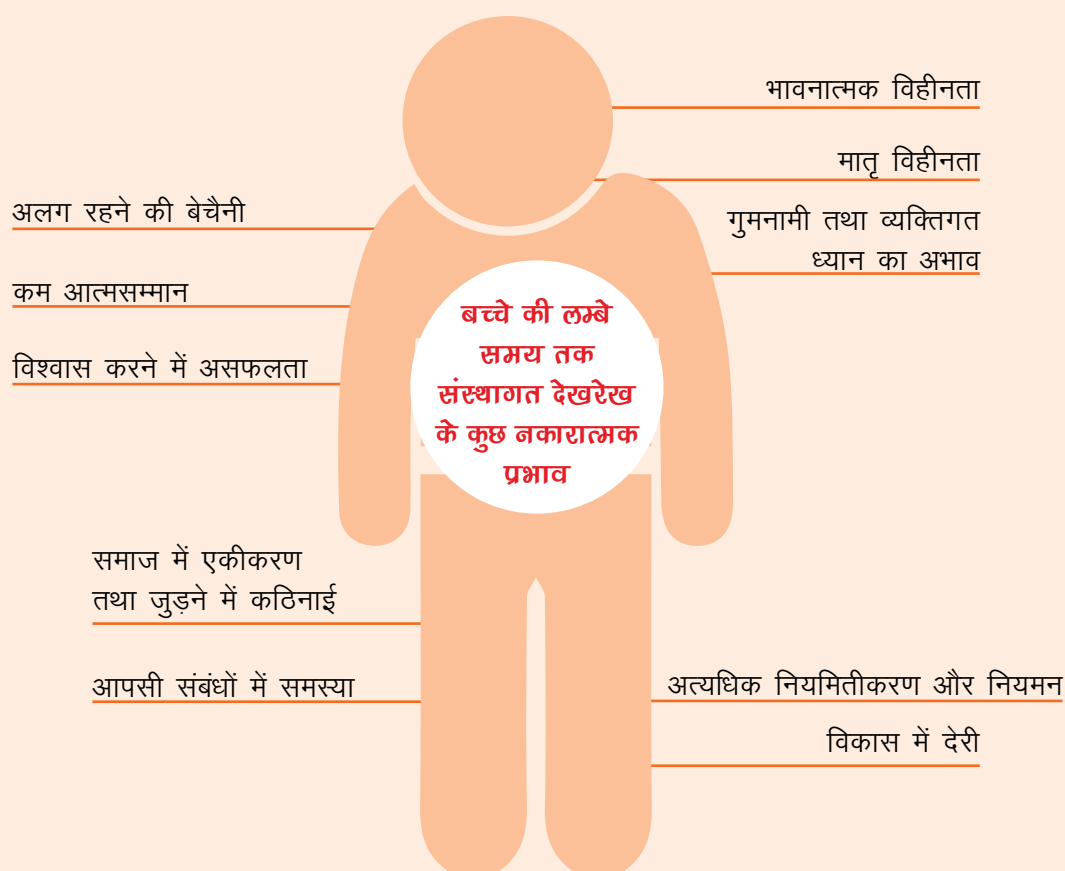 भावनात्मक विहीनता
मातृ विहीनता
गुमनामी तथा व्यक्तिगत
ध्यान का अभाव
अलग रहने की बेचैनी
कम आत्मसम्मान
विश्वास करने में असफलता
बच्चे की लम्बे
समय तक
संस्थागत देखरेख
के कुछ नकारात्मक
प्रभाव
समाज में एकीकरण
तथा जुड़ने में कठिनाई
आपसी संबंधों में समस्या
अत्यधिक नियमितीकरण और नियमन
विकास में देरी